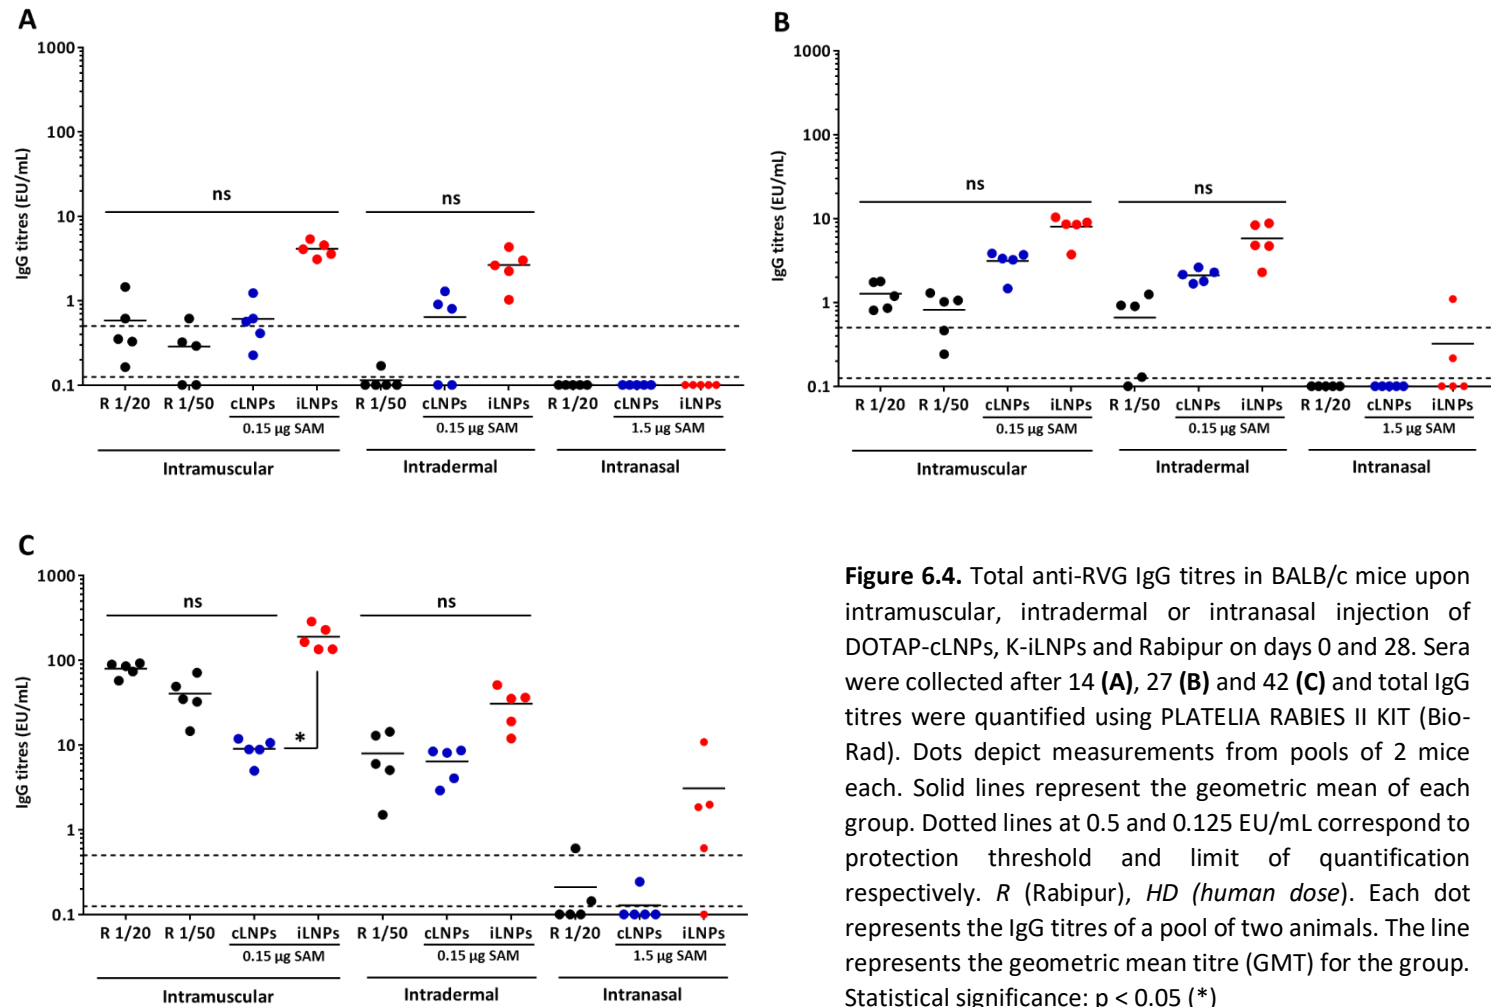 A
1000
100
10
1
0.1
IgG titres (EU/mL)
ns
ns
R 1/20 R 1/50 cLNPs iLNPs R 1/50 cLNPs iLNPs R 1/20 cLNPs iLNPs
0.15 µg SAM 0.15 µg SAM 1.5 µg SAM
Intramuscular Intradermal Intranasal
B
1000
100
10
1
0.1
IgG titres (EU/mL)
ns
ns
R 1/20 R 1/50 cLNPs iLNPs R 1/50 cLNPs iLNPs R 1/20 cLNPs iLNPs
0.15 µg SAM 0.15 µg SAM 1.5 µg SAM
Intramuscular Intradermal Intranasal
C
1000
100
10
1
0.1
IgG titres (EU/mL)
ns
ns
*
R 1/20 R 1/50 cLNPs iLNPs R 1/50 cLNPs iLNPs R 1/20 cLNPs iLNPs
0.15 µg SAM 0.15 µg SAM 1.5 µg SAM
Intramuscular Intradermal Intranasal
Figure 6.4. Total anti-RVG IgG titres in BALB/c mice upon
intramuscular, intradermal or intranasal injection of
DOTAP-cLNPs, K-iLNPs and Rabipur on days 0 and 28. Sera
were collected after 14 (A), 27 (B) and 42 (C) and total IgG
titres were quantified using PLATELIA RABIES II KIT (Bio-
Rad). Dots depict measurements from pools of 2 mice
each. Solid lines represent the geometric mean of each
group. Dotted lines at 0.5 and 0.125 EU/mL correspond to
protection threshold and limit of quantification
respectively. R (Rabipur), HD (human dose). Each dot
represents the IgG titres of a pool of two animals. The line
represents the geometric mean titre (GMT) for the group.
Statistical significance: p < 0.05 (*)